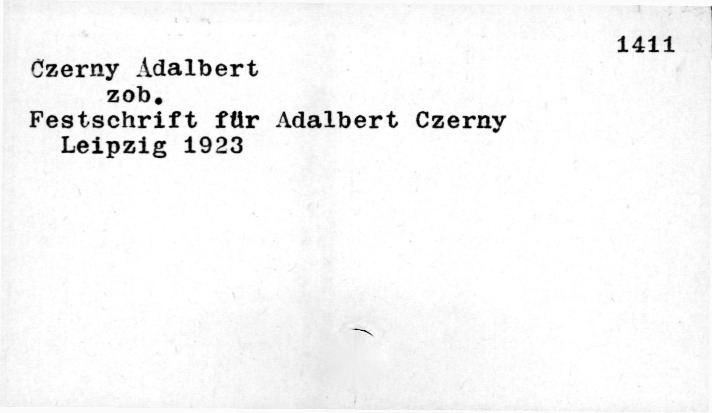 1411
Czerny Adalbert
zob.
Festschrift für Adalbert Czerny
Leipzig 1923